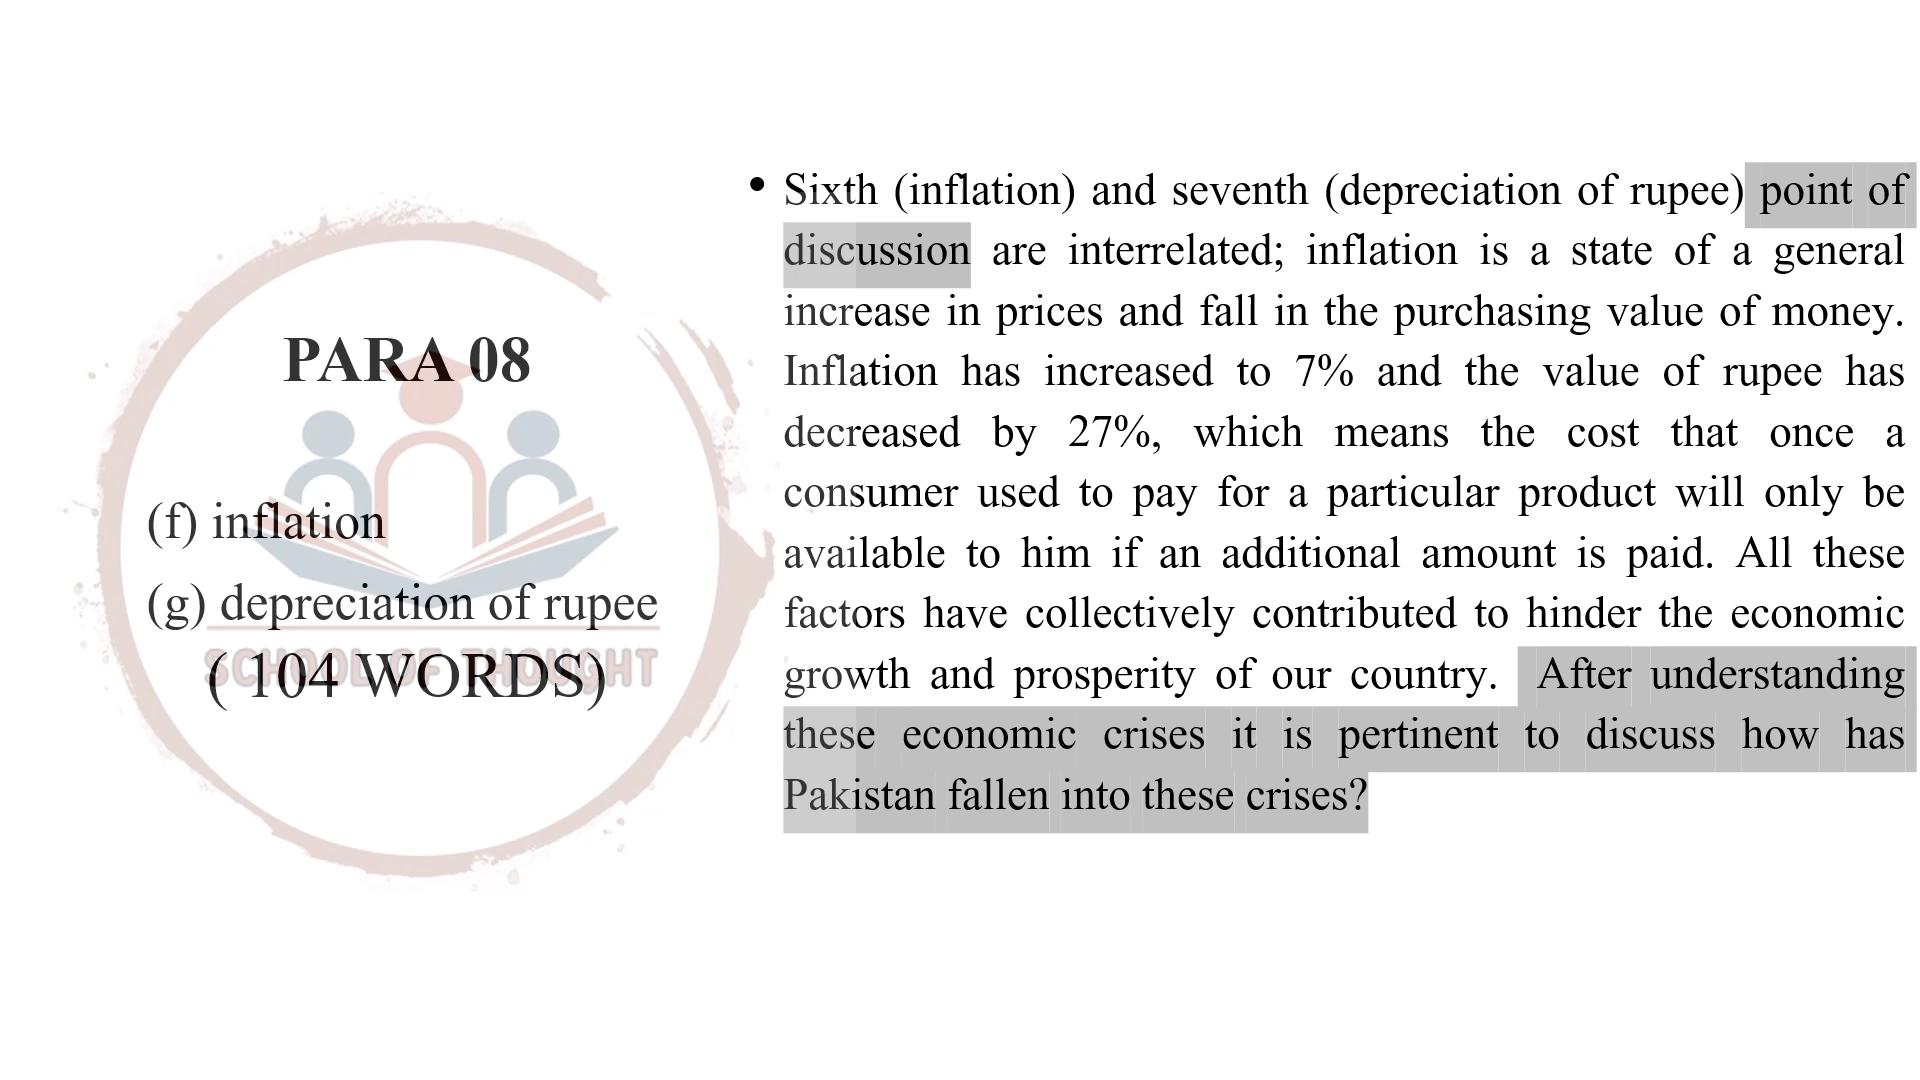 PARA 08
(f) inflation
(g) depreciation of rupee
( 104 WORDS)
SCHOOL OF THOUGHT
• Sixth (inflation) and seventh (depreciation of rupee) point of
discussion are interrelated; inflation is a state of a general
increase in prices and fall in the purchasing value of money.
Inflation has increased to 7% and the value of rupee has
decreased by 27%, which means the cost that once a
consumer used to pay for a particular product will only be
available to him if an additional amount is paid. All these
factors have collectively contributed to hinder the economic
growth and prosperity of our country. After understanding
these economic crises it is pertinent to discuss how has
Pakistan fallen into these crises?